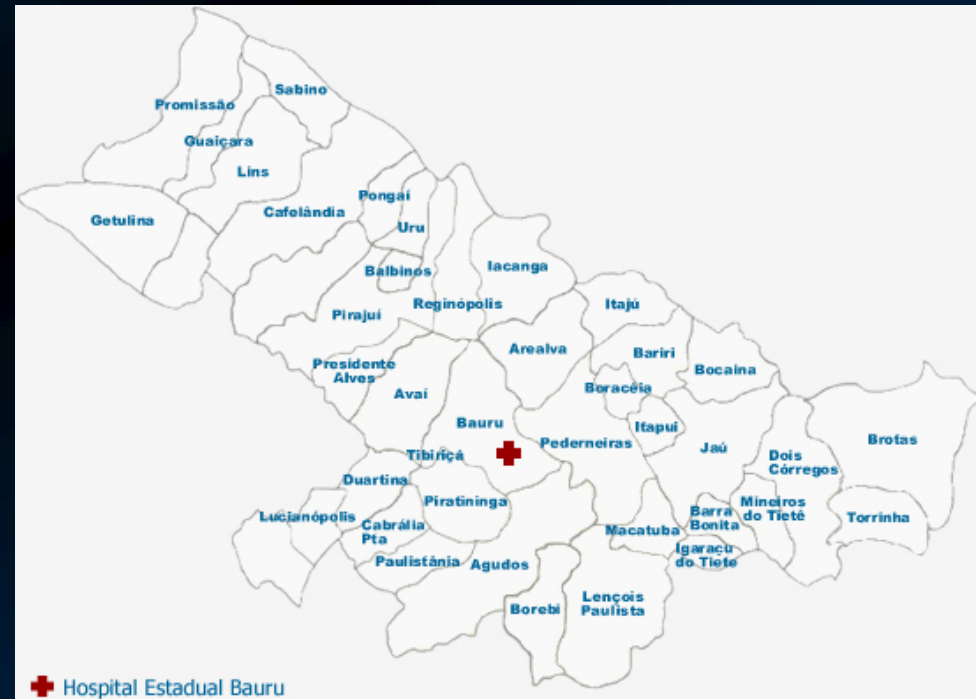 Sabino
Promissão
Guaiçara
Lins
Pongaí
Cafelândia
Getulina
Uru
Iacanga
Balbinos
Reginópolis
Itajú
Pirajuí
Arealva
Bariri
Presidente
Alves
Bocaina
Boracéia
Avaí
Bauru
Itapuí
Pederneiras
Brotas
Jaú
Tibiriçá
Dois
Córregos
Duartina
Piratininga
Mineiros
do Tietê
Lucianópolis
Barra
Bonita
Torrinha
Cabrália
Pta
Macatuba
Igaraçu
do Tiete
Paulistânia
Agudos
Lençois
Paulista
Borebi
Hospital Estadual Bauru